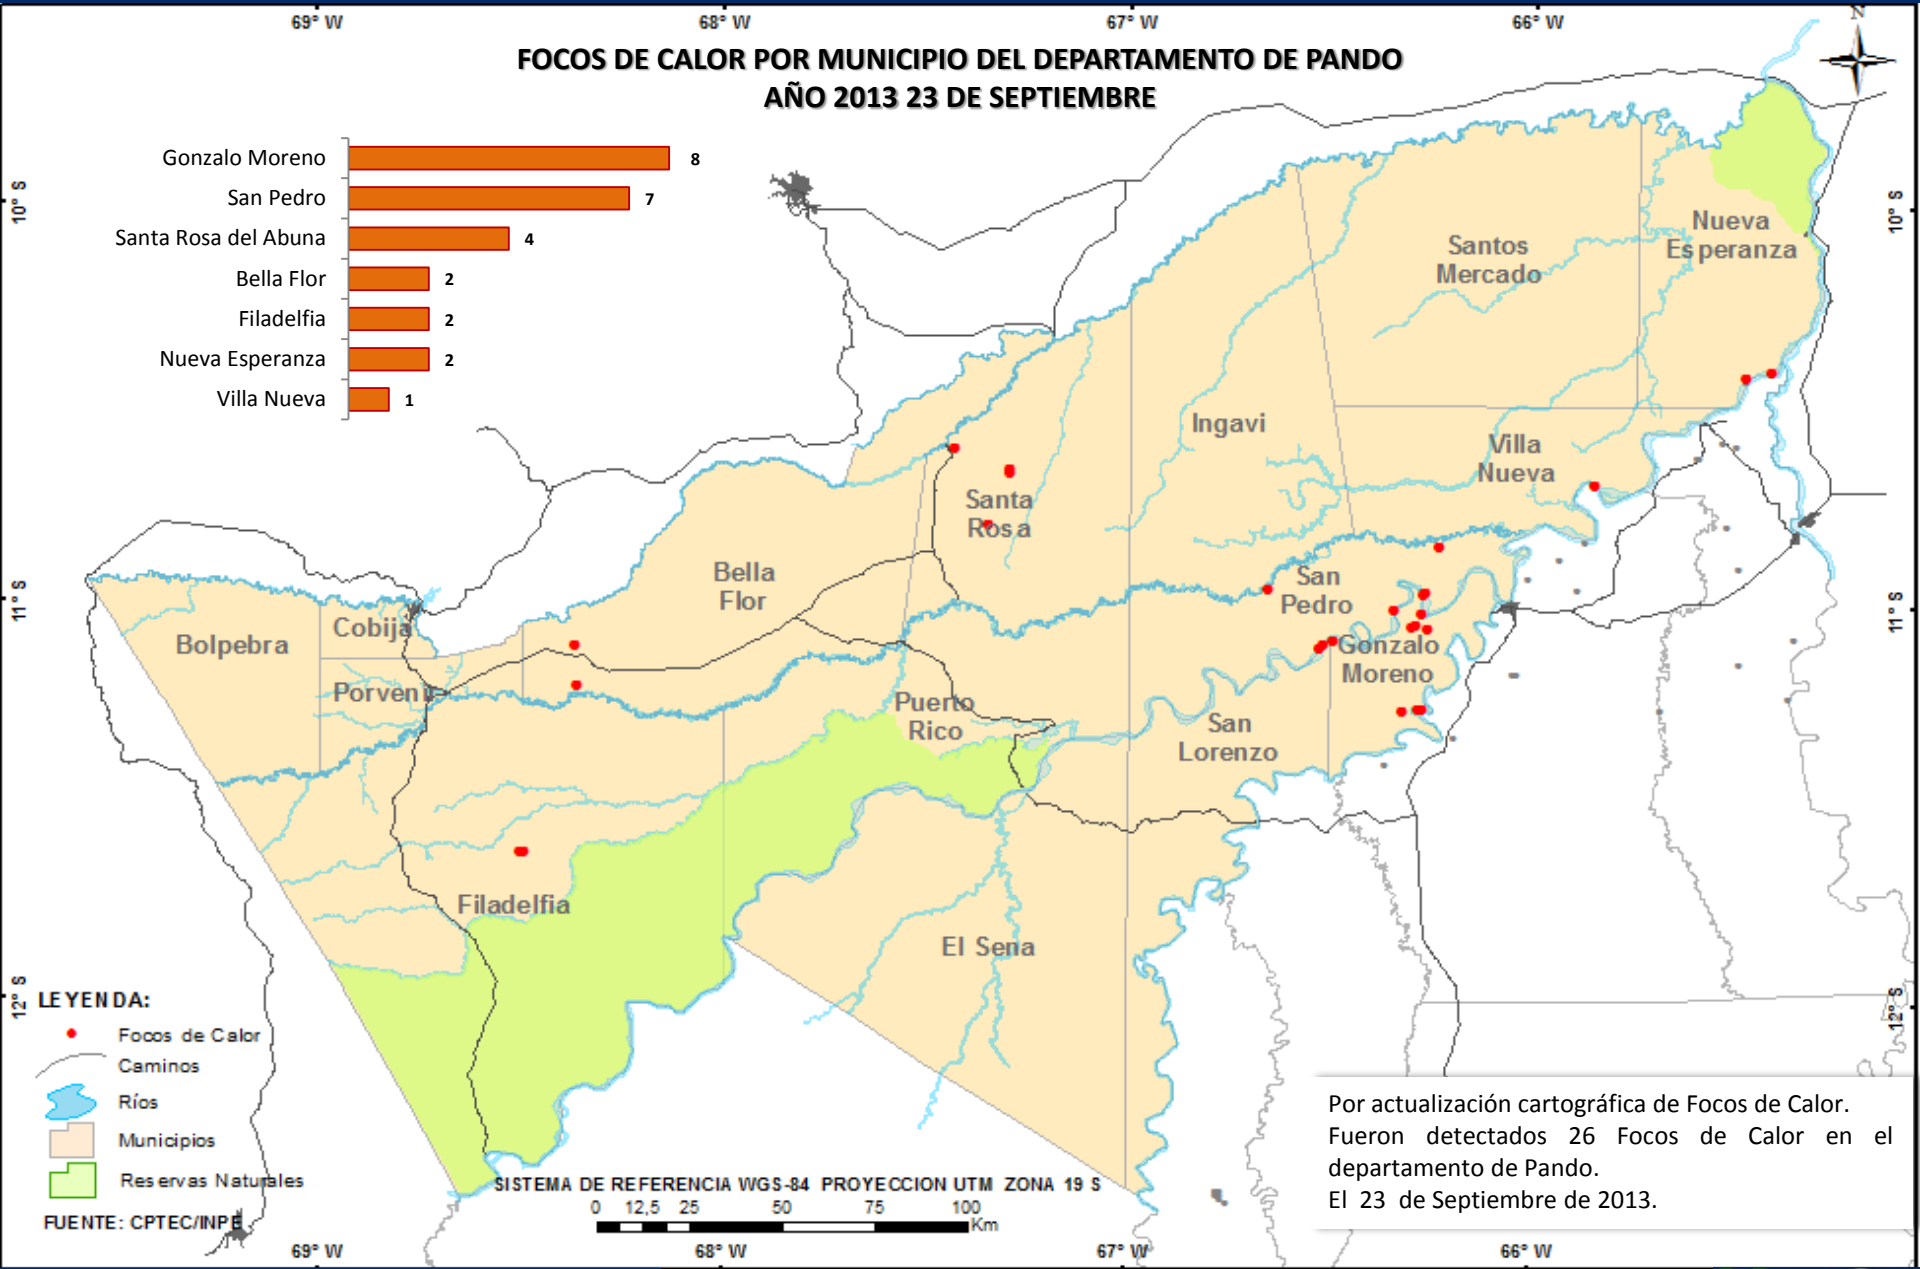 69° W 68° W 67° W 66° W
N
FOCOS DE CALOR POR MUNICIPIO DEL DEPARTAMENTO DE PANDO
AÑO 2013 23 DE SEPTIEMBRE
Gonzalo Moreno 8
San Pedro 7
Santa Rosa del Abuna 4
Bella Flor 2
Filadelfia 2
Nueva Esperanza 2
Villa Nueva 1
10° S
10° S
11° S
11° S
12° S
12° S
Nueva
Esperanza
Santos
Mercado
Ingavi
Villa
Nueva
Santa
Rosa
Bella
Flor
San
Pedro
Cobija
Bolpebra
Gonzalo
Moreno
Porvenir
Puerto
Rico
San
Lorenzo
Filadelfia
El Sena
LEYENDA:
Focos de Calor
Caminos
Ríos
Municipios
Reservas Naturales
FUENTE: CPTEC/INPE
SISTEMA DE REFERENCIA WGS-84 PROYECCION UTM ZONA 19 S
0 12,5 25 50 75 100
Km
Por actualización cartográfica de Focos de Calor.
Fueron detectados 26 Focos de Calor en el
departamento de Pando.
El 23 de Septiembre de 2013.
69° W 68° W 67° W 66° W